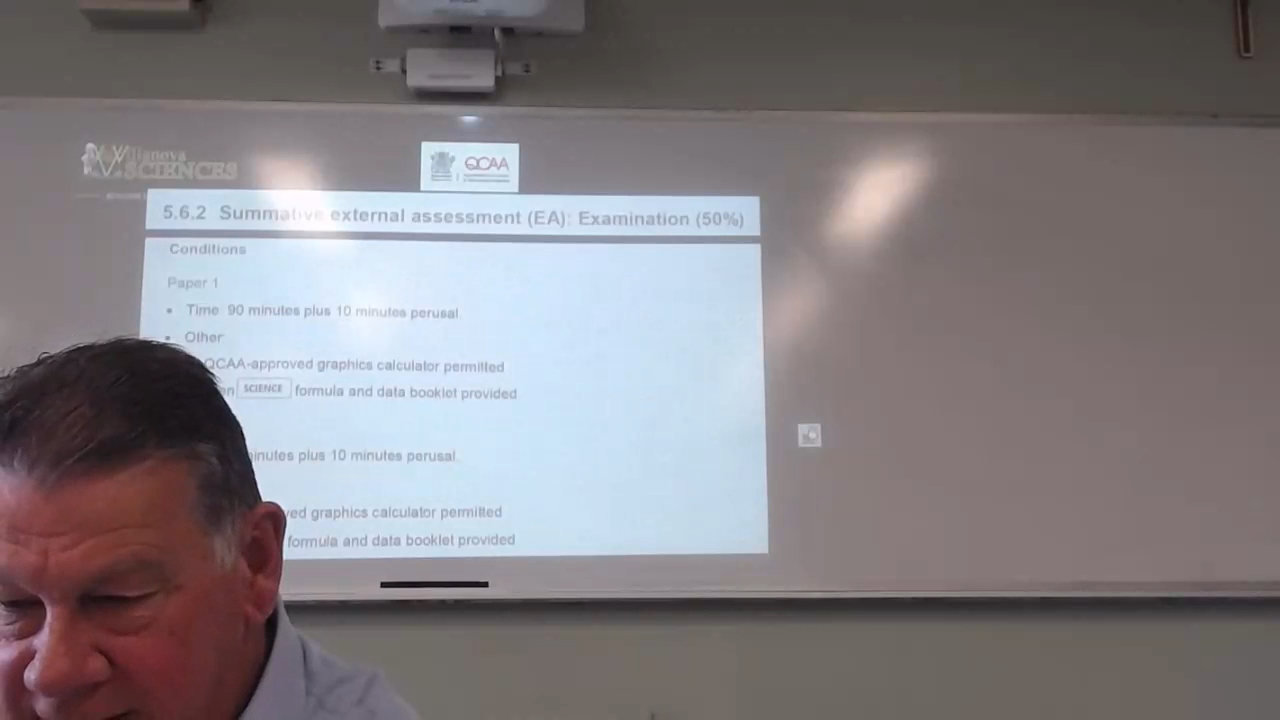 Villanova
SCIENCES
QCAA
5.6.2 Summative external assessment (EA): Examination (50%)
Conditions
Paper 1
• Time 90 minutes plus 10 minutes perusal.
• Other
QCAA-approved graphics calculator permitted
SCIENCE formula and data booklet provided
inutes plus 10 minutes perusal.
ved graphics calculator permitted
formula and data booklet provided